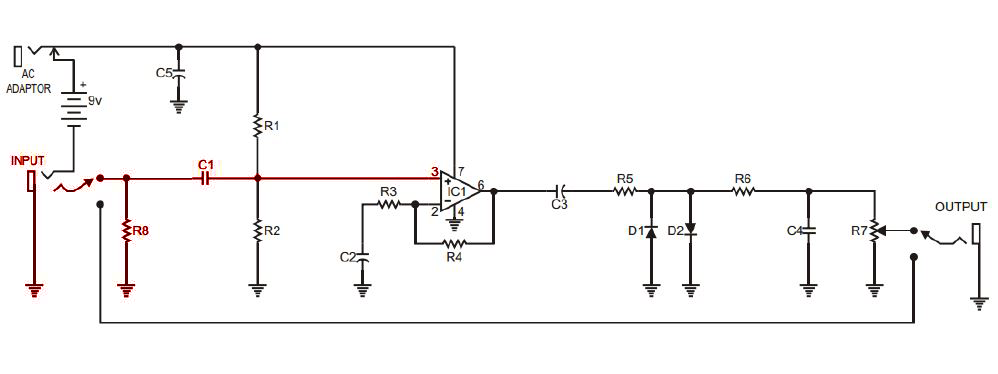 AC
ADAPTOR
+
9v
C5
R1
INPUT
C1
3
7
+
IC1
6
−
2
4
R8
R2
R3
R4
C2
C3
R5
R6
D1
D2
C4
R7
OUTPUT